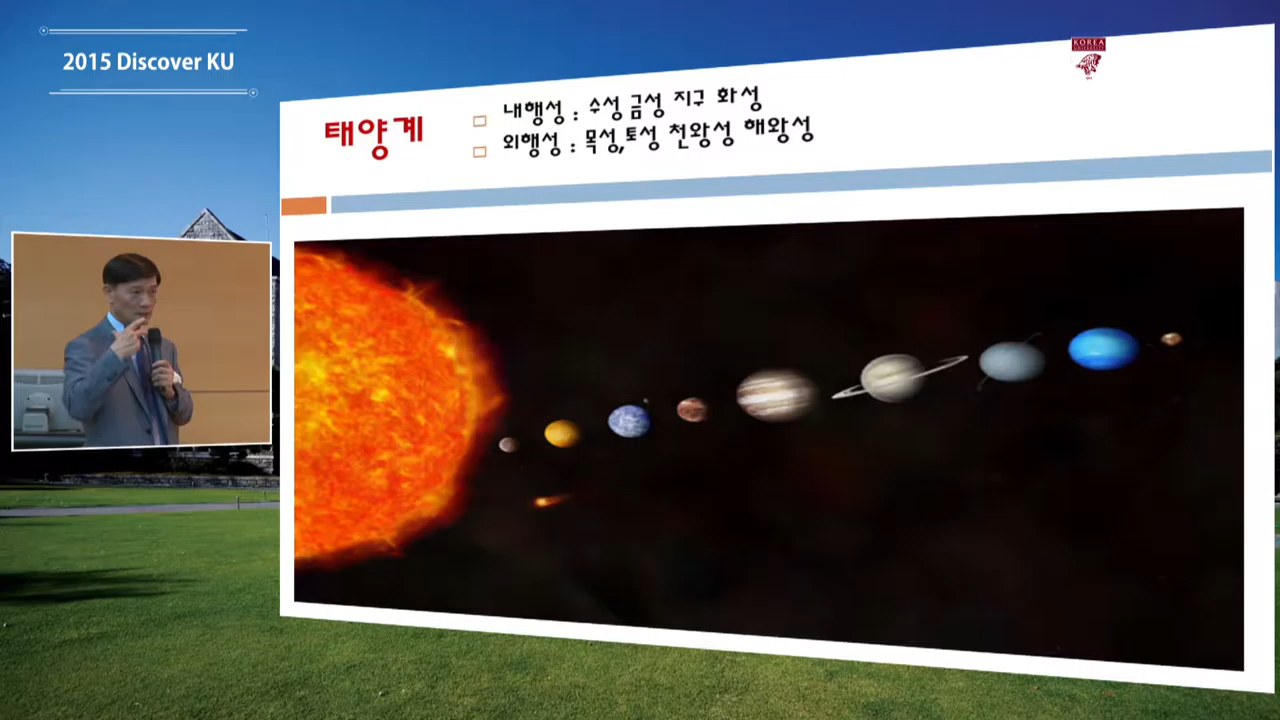 2015 Discover KU
KOREA
태양계
내행성 : 수성 금성 지구 화성
외행성 : 목성,토성 천왕성 해왕성